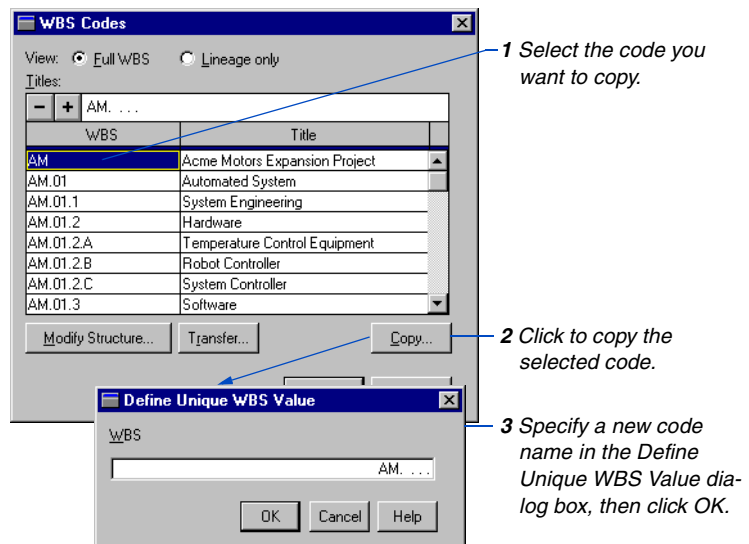 WBS Codes
View: Full WBS Lineage only
Titles:
− + AM. . . .
WBS Title
AM Acme Motors Expansion Project
AM.01 Automated System
AM.01.1 System Engineering
AM.01.2 Hardware
AM.01.2.A Temperature Control Equipment
AM.01.2.B Robot Controller
AM.01.2.C System Controller
AM.01.3 Software
Modify Structure... Transfer... Copy...
Define Unique WBS Value
WBS
AM. . . .
OK Cancel Help
1 Select the code you
want to copy.
2 Click to copy the
selected code.
3 Specify a new code
name in the Define
Unique WBS Value dia-
log box, then click OK.